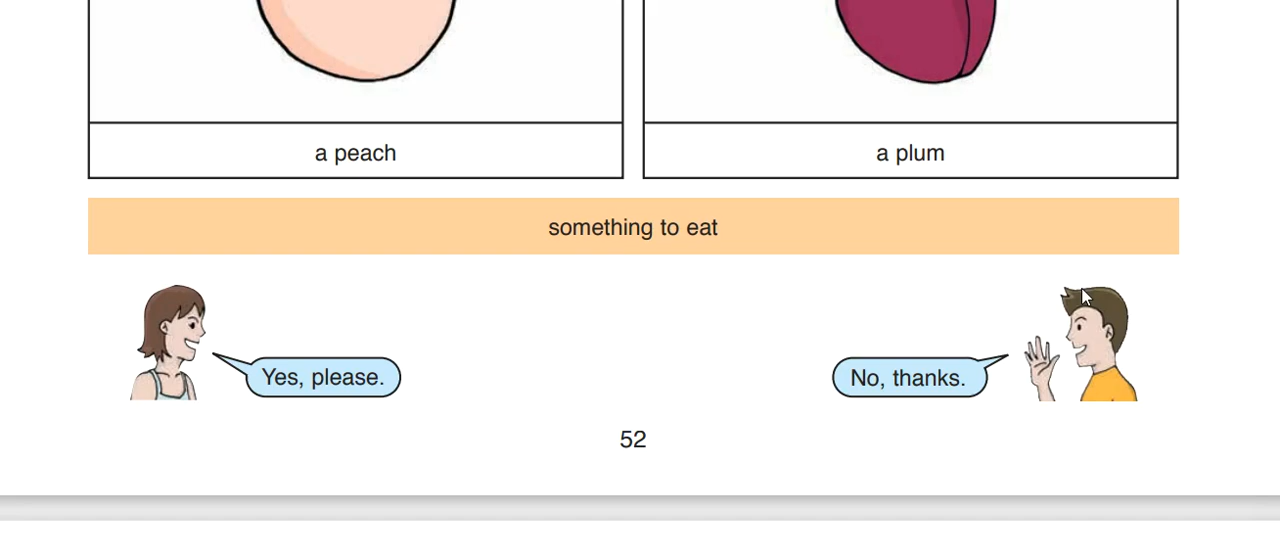 a peach
a plum
something to eat
Yes, please.
No, thanks.
52